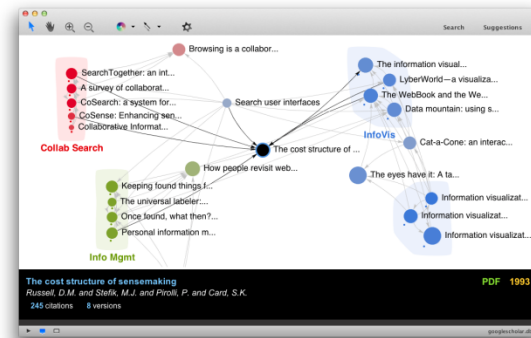 Search Suggestions
Browsing is a collabor...
SearchTogether: an int...
A survey of collaborat...
CoSearch: a system for...
CoSense: Enhancing sen...
Collaborative Informat...
Collab Search
Search user interfaces
The information visual...
LyberWorld—a visualiza...
The WebBook and the We...
Data mountain: using s...
InfoVis
Cat-a-Cone: an interac...
The cost structure of ...
How people revisit web...
The eyes have it: A ta...
Keeping found things f...
The universal labeler:...
Once found, what then?...
Personal information m...
Info Mgmt
Information visualizat...
Information visualizat...
Information visualizat...
The cost structure of sensemaking
PDF 1993
Russell, D.M. and Stefik, M.J. and Pirolli, P. and Card, S.K.
245 citations 8 versions